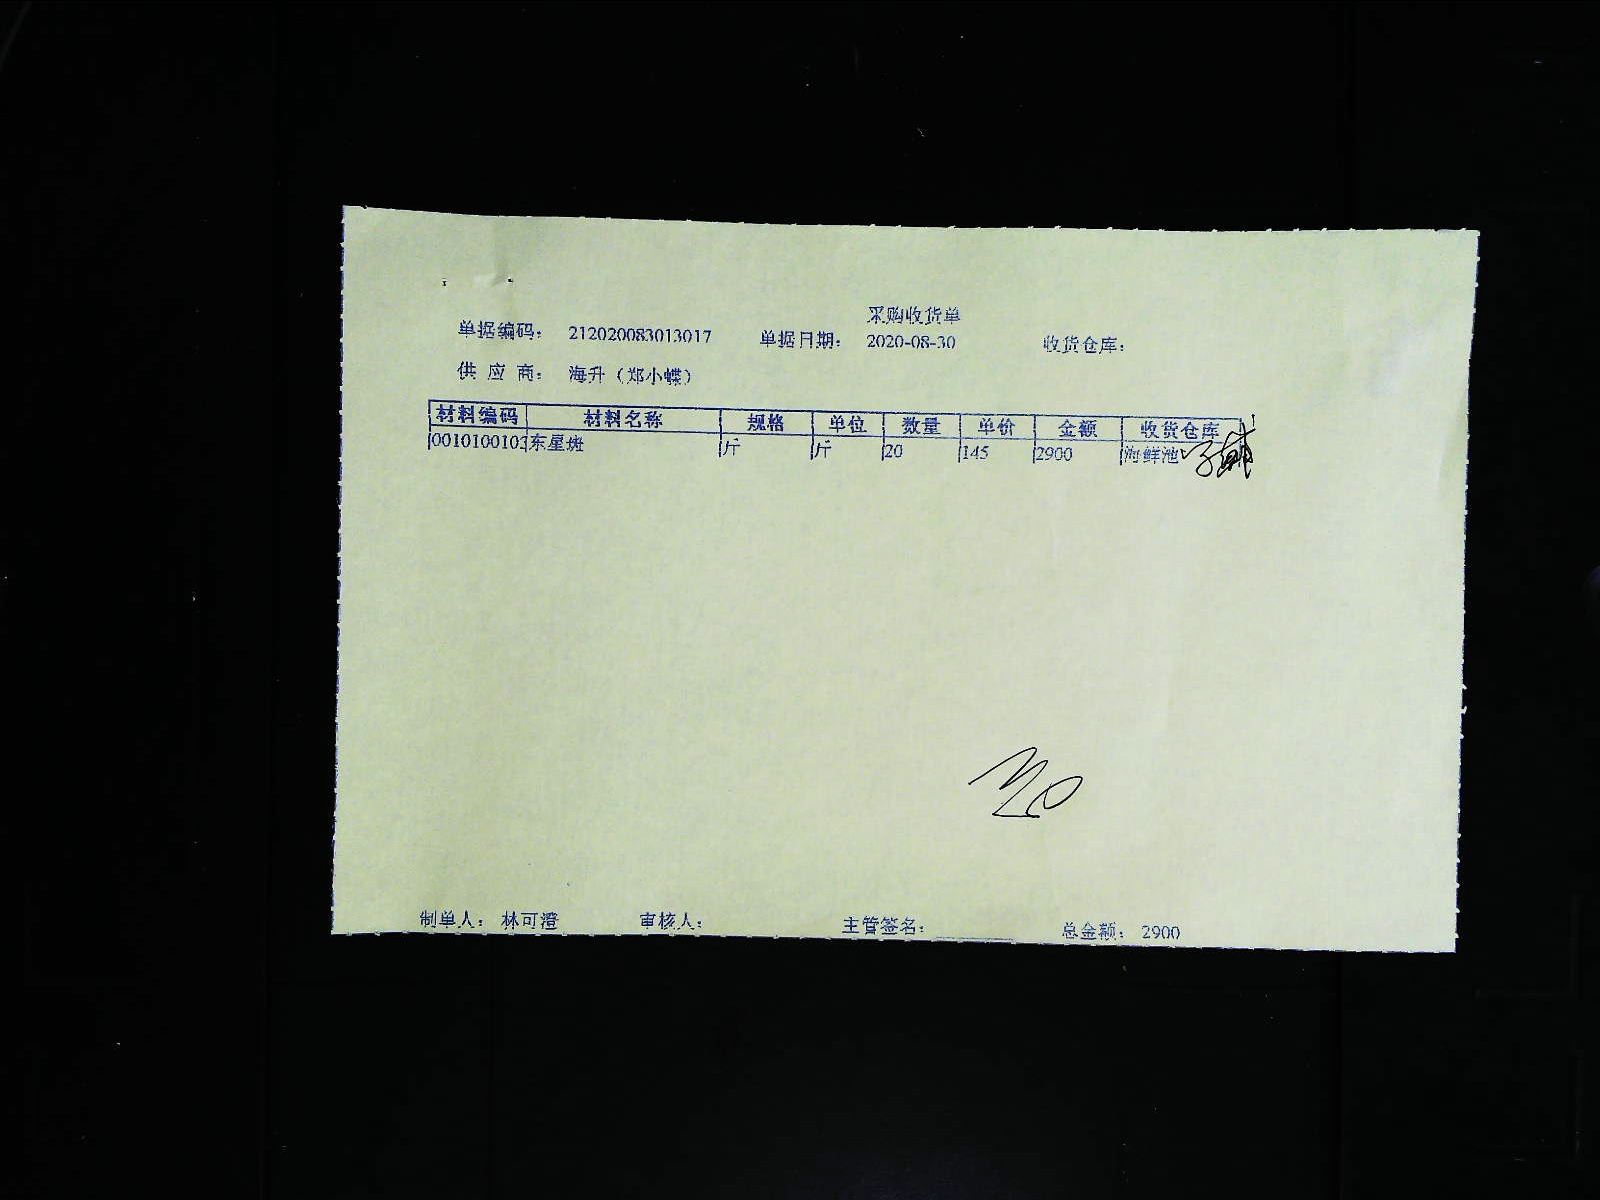 采购收货单
单据编码： 212020083013017 单据日期： 2020-08-30 收货仓库：
供 应 商： 海升（郑小蝶）
材料编码 材料名称 规格 单位 数量 单价 金额 收货仓库
0010100103 东星斑 斤 斤 20 145 2900 海鲜池
制单人： 林可澄 审核人： 主管签名： 总金额： 2900